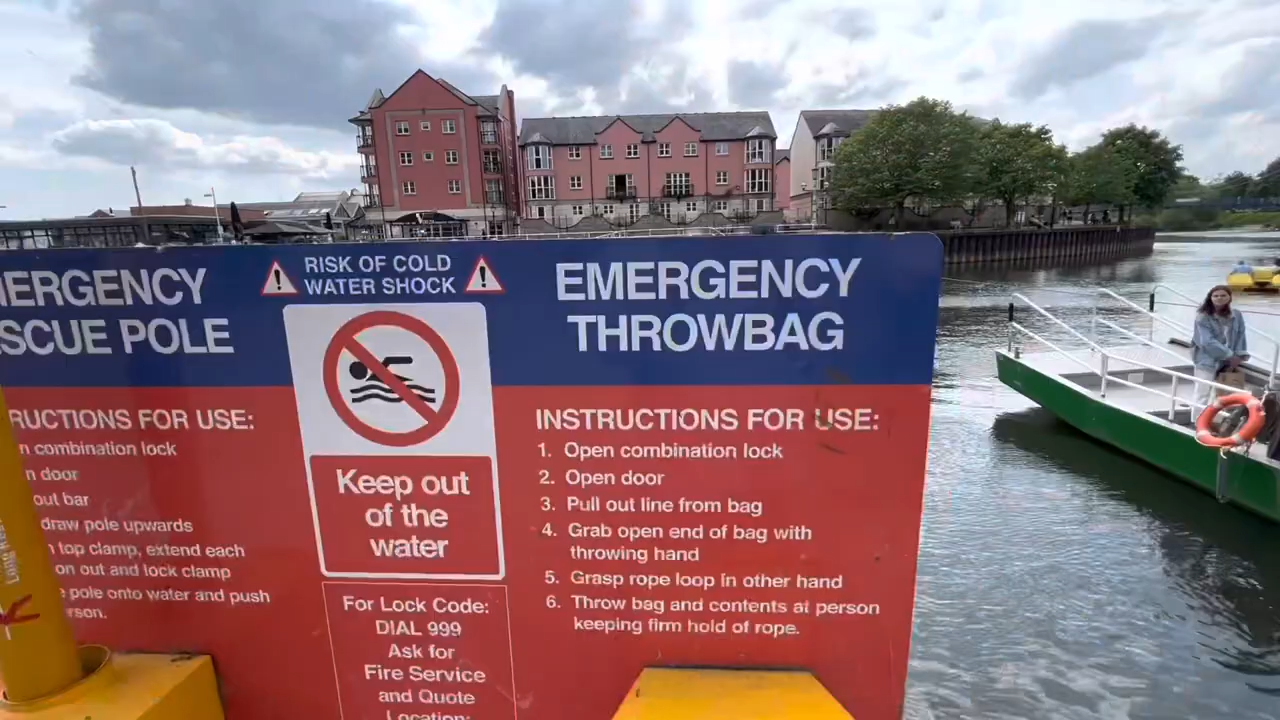 ERGENCY
SCUE POLE
RUCTIONS FOR USE:
n combination lock
n door
out bar
draw pole upwards
top clamp, extend each
on out and lock clamp
pole onto water and push
rson.
RISK OF COLD
WATER SHOCK
Keep out
of the
water
For Lock Code:
DIAL 999
Ask for
Fire Service
and Quote
Location:
EMERGENCY
THROWBAG
INSTRUCTIONS FOR USE:
1. Open combination lock
2. Open door
3. Pull out line from bag
4. Grab open end of bag with
throwing hand
5. Grasp rope loop in other hand
6. Throw bag and contents at person
keeping firm hold of rope.